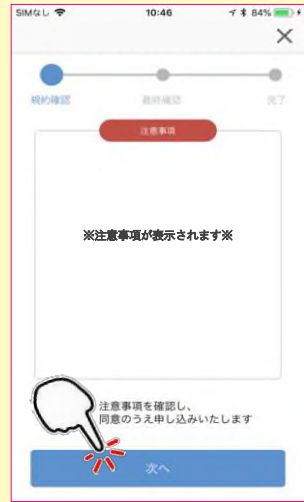 SIMなし 10:46 84%
×
規約確認 最終確認 完了
注意事項
※注意事項が表示されます※
注意事項を確認し、
同意のうえ申し込みいたします
次へ